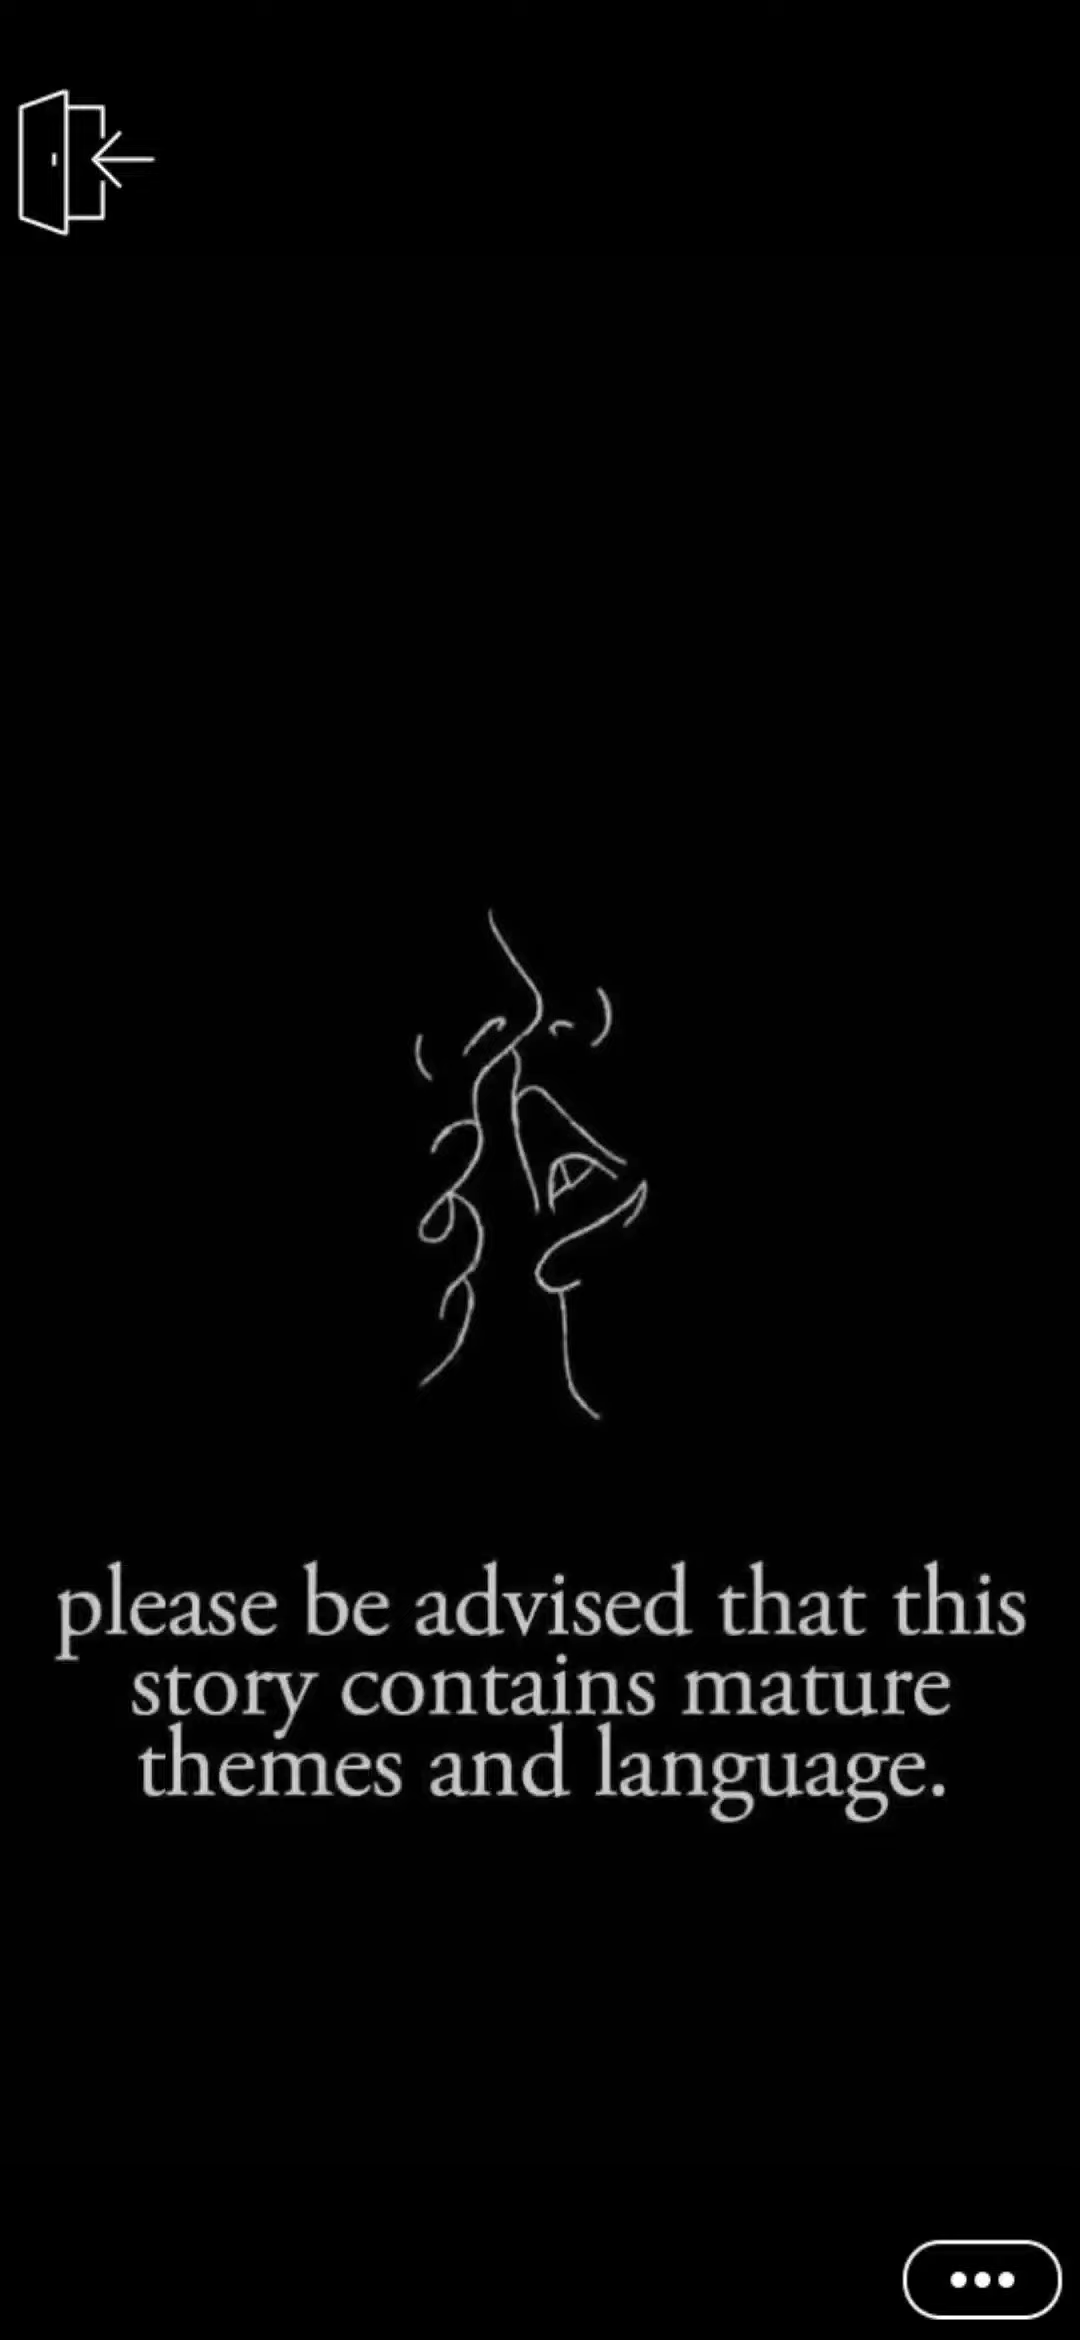 please be advised that this
story contains mature
themes and language.